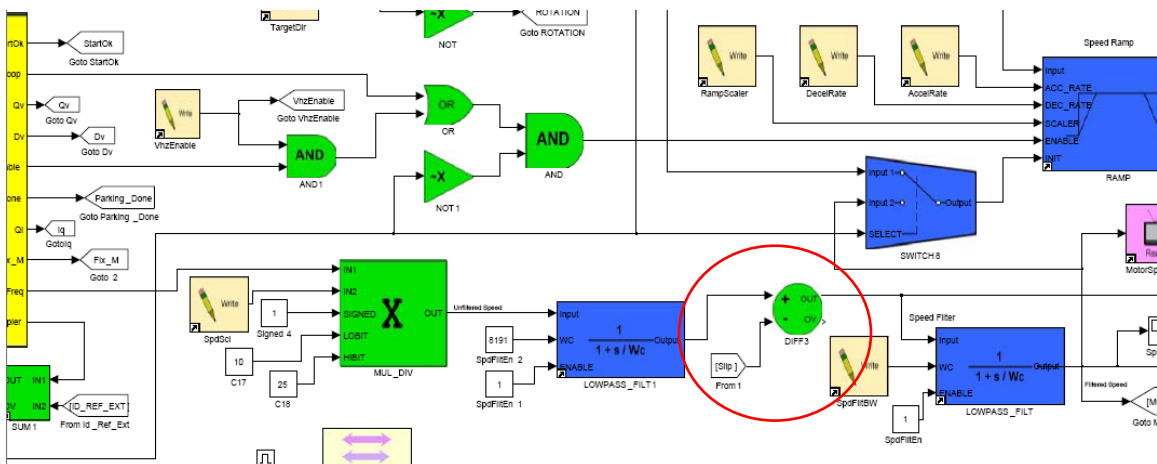 TargetDir
~X
NOT
ROTATION
Goto ROTATION
StartOk
Goto StartOk
Qv
Qv
Goto Qv
Dv
Dv
Goto Dv
Write
VhzEnable
VhzEnable
Goto VhzEnable
AND
AND1
OR
OR
AND
AND
~X
NOT 1
Parking _Done
Goto Parking _Done
QI
Iq
GotoIq
Fix_M
Goto 2
Write
RampScaler
Write
DecelRate
Write
AccelRate
Speed Ramp
Input
ACC_RATE
DEC_RATE
SCALER
ENABLE
INIT
RAMP
Input 1
Input 2
SELECT
Output
SWITCH 8
MotorSp
Freq
Write
SpdScl
1
Signed 4
10
C17
25
C18
IN1
IN2
SIGNED
LOBIT
HIBIT
X
OUT
MUL_DIV
Unfiltered Speed
8191
SpdFiltEn 2
1
SpdFiltEn 1
Input
WC
ENABLE
1
1 + s / Wc
Output
LOWPASS_FILT1
+
-
OUT
OV
DIFF3
[Slip ]
From 1
Write
SpdFiltBW
1
SpdFiltEn
Speed Filter
Input
WC
ENABLE
1
1 + s / Wc
Output
LOWPASS_FILT
Filtered Speed
Goto M
OUT
IN1
IN2
SUM 1
[ID_REF_EXT]
From Id _Ref_Ext